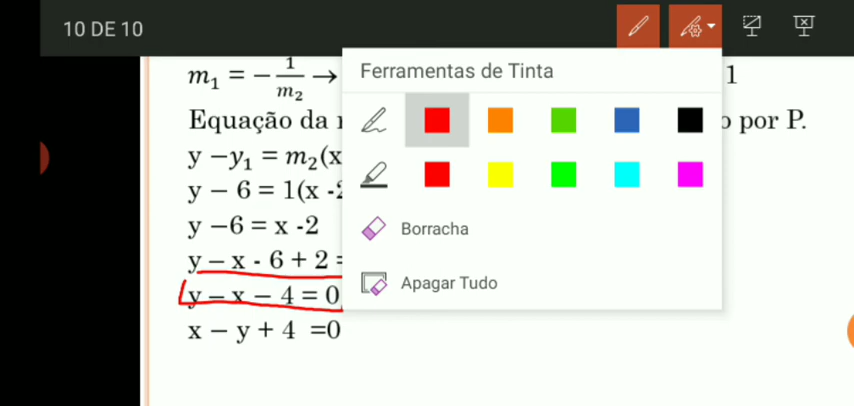 10 DE 10
m₁ = −1/m₂ → 1
Equação da o por P.
y −y₁ = m₂(x
y − 6 = 1(x -2
y −6 = x -2
y − x - 6 + 2 =
y − x − 4 = 0
x − y + 4 =0
Ferramentas de Tinta
Borracha
Apagar Tudo